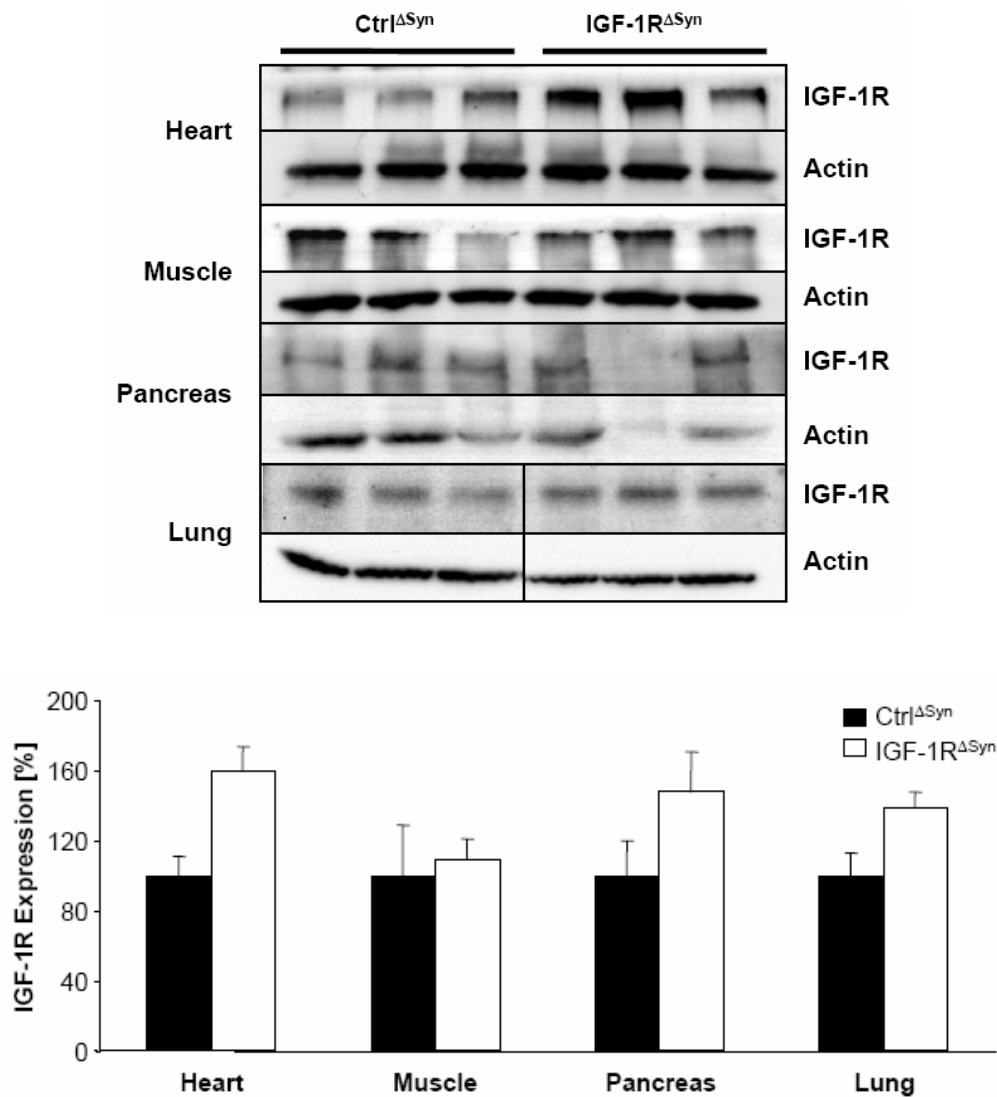 Ctrl^ΔSyn IGF-1R^ΔSyn
IGF-1R
Heart
Actin
IGF-1R
Muscle
Actin
IGF-1R
Pancreas
Actin
IGF-1R
Lung
Actin
200
160
120
80
40
0
IGF-1R Expression [%]
Ctrl^ΔSyn
IGF-1R^ΔSyn
Heart Muscle Pancreas Lung